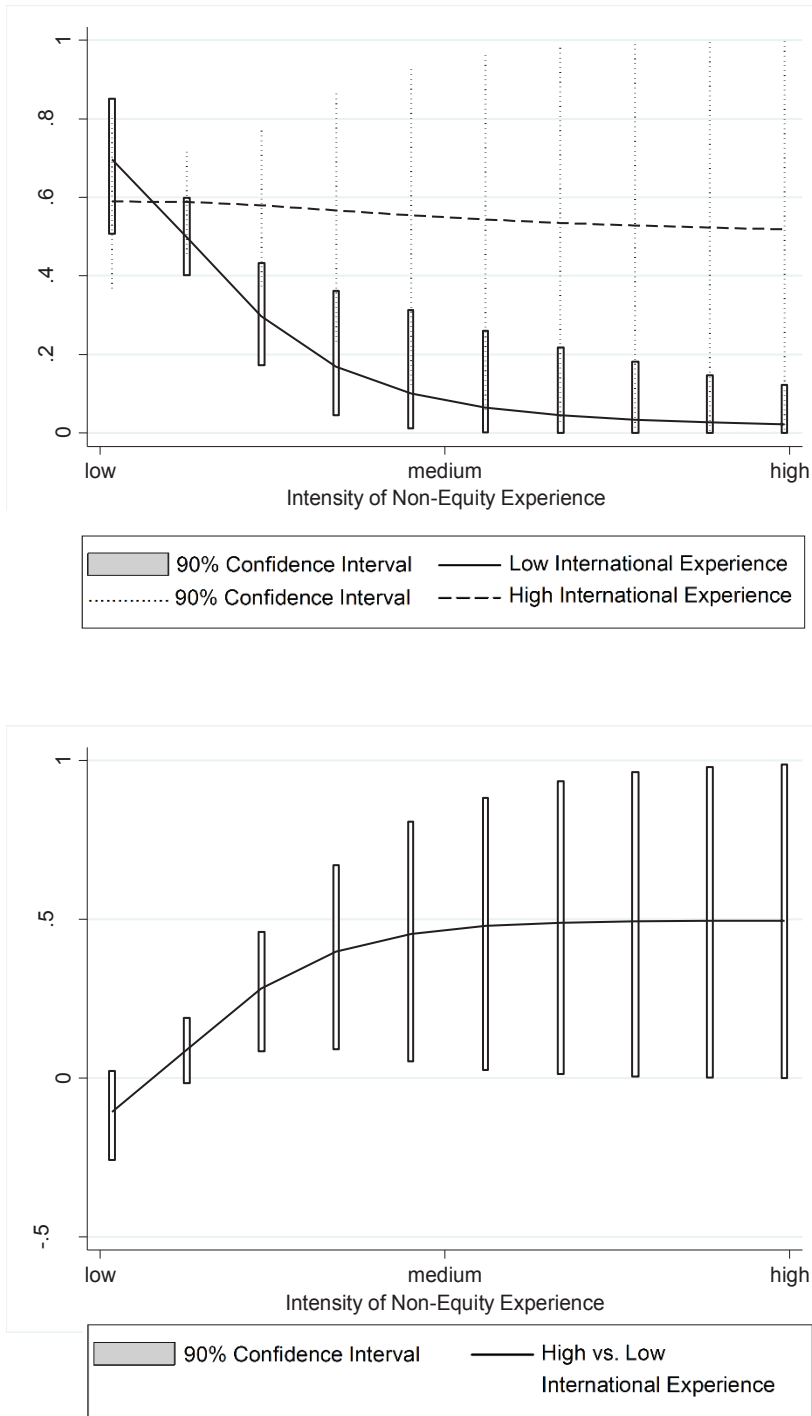 1
.8
.6
.4
.2
0
low medium high
Intensity of Non-Equity Experience
90% Confidence Interval Low International Experience
90% Confidence Interval High International Experience
1
.5
0
-.5
low medium high
Intensity of Non-Equity Experience
90% Confidence Interval High vs. Low
International Experience